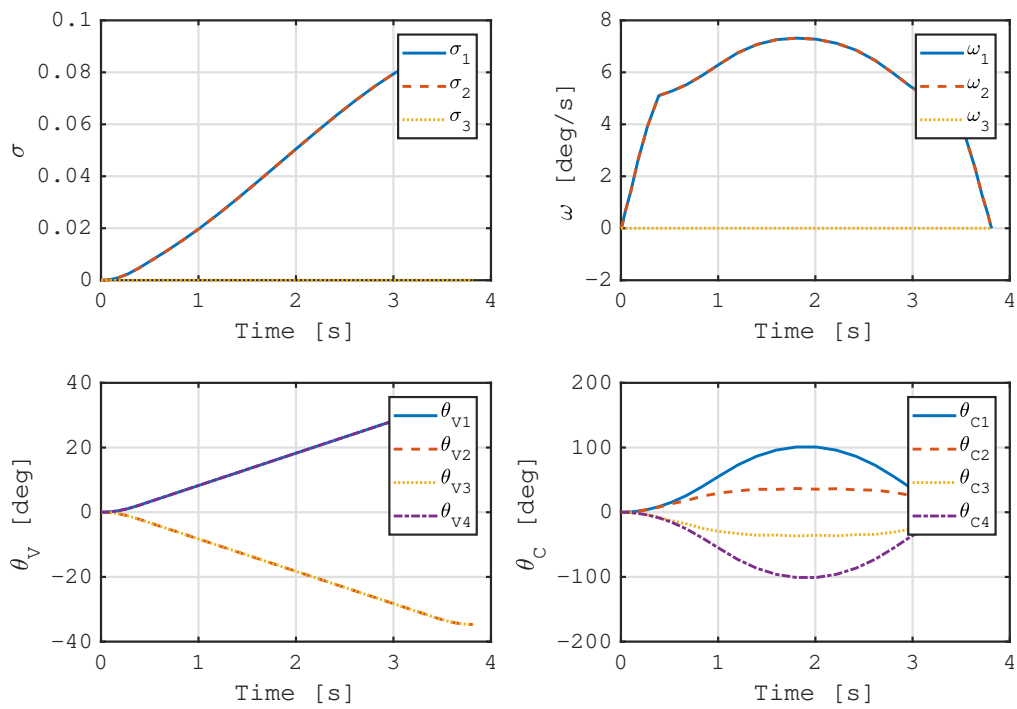 0.1
0.08
0.06
0.04
0.02
0
σ
0 1 2 3 4
Time [s]
σ1
σ2
σ3
8
6
4
2
0
−2
ω [deg/s]
0 1 2 3 4
Time [s]
ω1
ω2
ω3
40
20
0
−20
−40
θV [deg]
0 1 2 3 4
Time [s]
θV1
θV2
θV3
θV4
200
100
0
−100
−200
θC [deg]
0 1 2 3 4
Time [s]
θC1
θC2
θC3
θC4